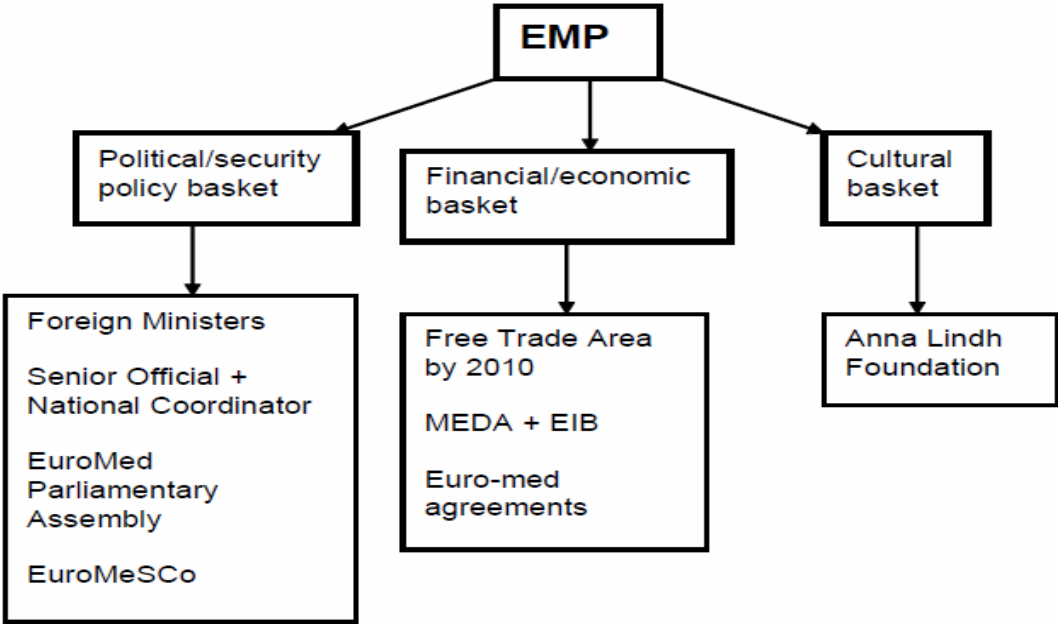 EMP
Political/security
policy basket
Financial/economic
basket
Cultural
basket
Foreign Ministers
Senior Official +
National Coordinator
EuroMed
Parliamentary
Assembly
EuroMeSCo
Free Trade Area
by 2010
MEDA + EIB
Euro-med
agreements
Anna Lindh
Foundation